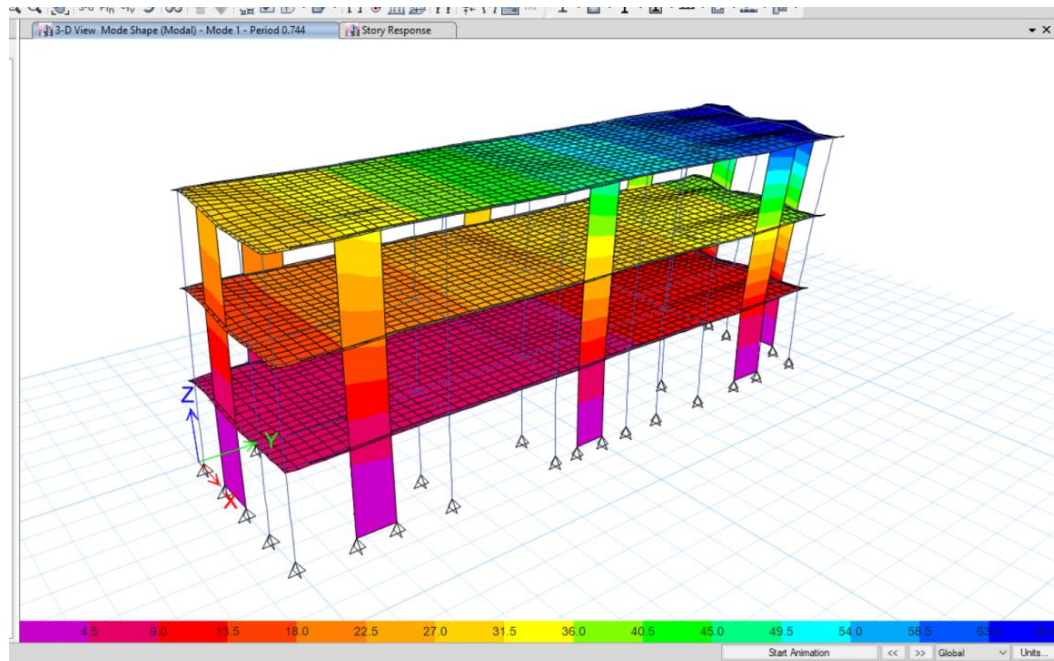 3-D View Mode Shape (Modal) - Mode 1 - Period 0.744
Story Response
Z
Y
X
4.5 9.0 13.5 18.0 22.5 27.0 31.5 36.0 40.5 45.0 49.5 54.0 58.5
Start Animation << >> Global Units...